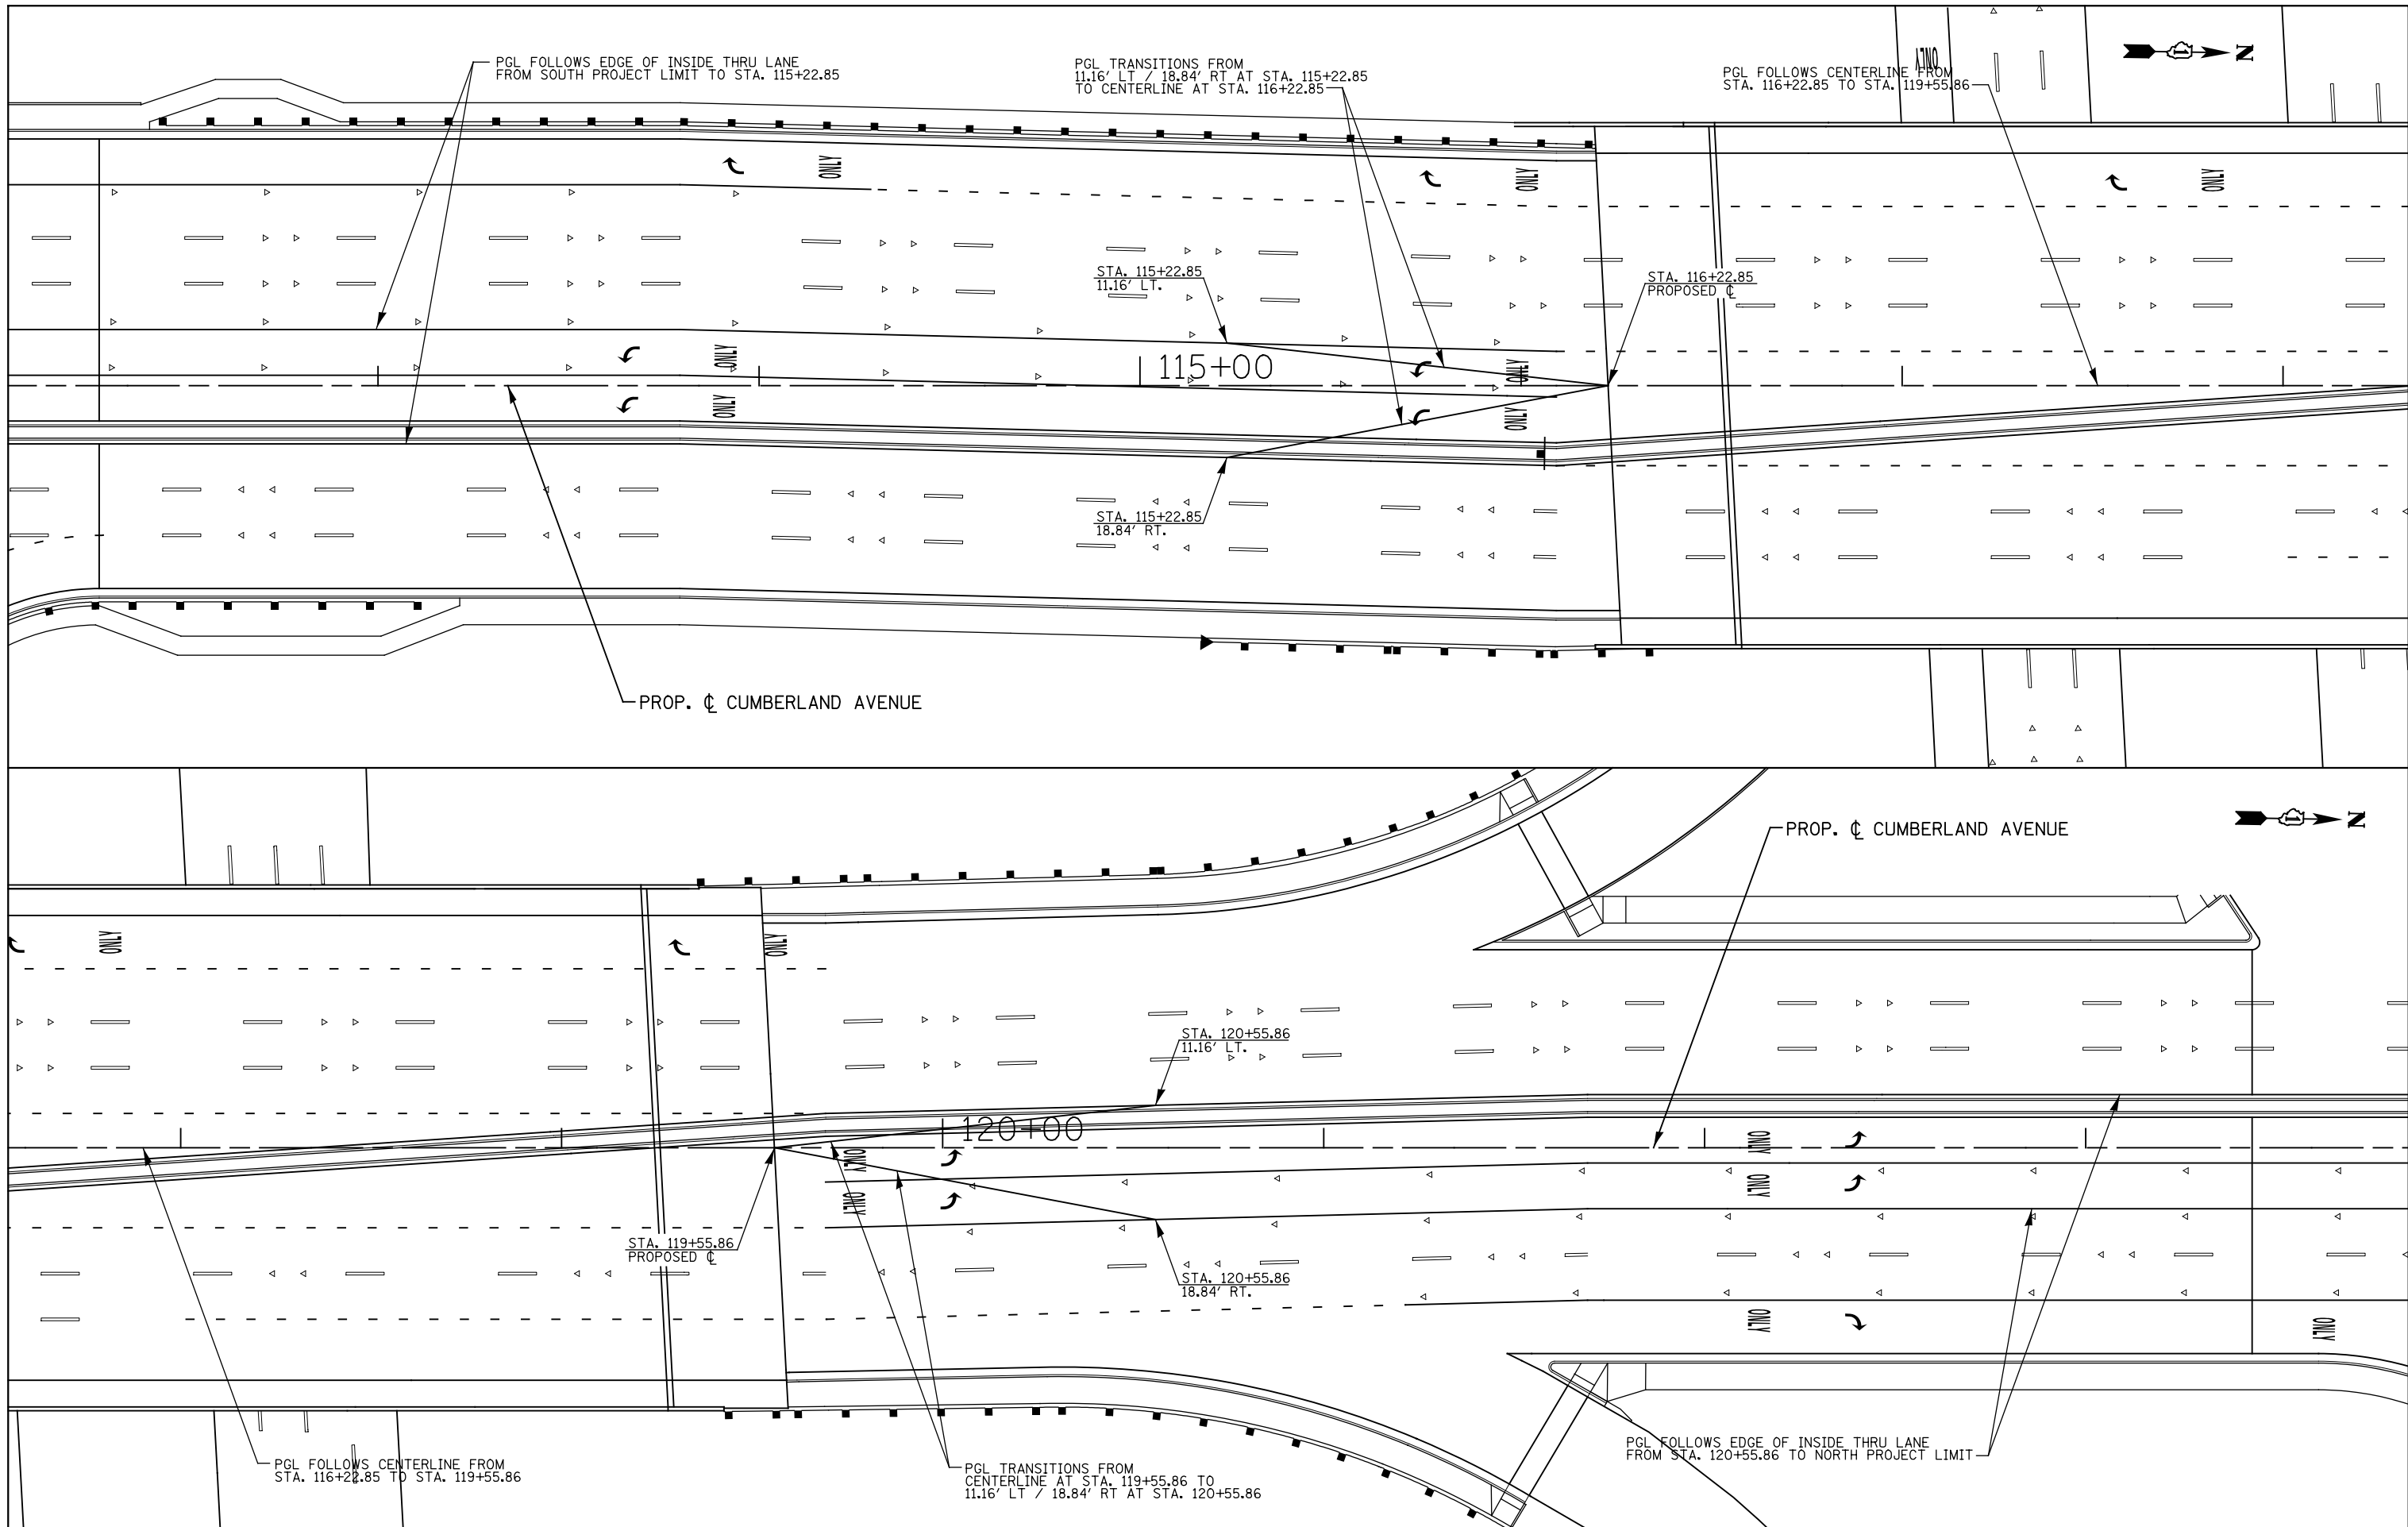 PGL FOLLOWS EDGE OF INSIDE THRU LANE
FROM SOUTH PROJECT LIMIT TO STA. 115+22.85
PGL TRANSITIONS FROM
11.16' LT / 18.84' RT AT STA. 115+22.85
TO CENTERLINE AT STA. 116+22.85
PGL FOLLOWS CENTERLINE FROM
STA. 116+22.85 TO STA. 119+55.86
ONLY
N
ONLY
ONLY
ONLY
STA. 115+22.85
11.16' LT.
STA. 116+22.85
PROPOSED ℄
ONLY
115+00
ONLY
ONLY
ONLY
STA. 115+22.85
18.84' RT.
PROP. ℄ CUMBERLAND AVENUE
PROP. ℄ CUMBERLAND AVENUE
N
ONLY
ONLY
STA. 120+55.86
11.16' LT.
120+00
ONLY
ONLY
ONLY
ONLY
STA. 119+55.86
PROPOSED ℄
STA. 120+55.86
18.84' RT.
ONLY
ONLY
PGL FOLLOWS CENTERLINE FROM
STA. 116+22.85 TO STA. 119+55.86
PGL TRANSITIONS FROM
CENTERLINE AT STA. 119+55.86 TO
11.16' LT / 18.84' RT AT STA. 120+55.86
PGL FOLLOWS EDGE OF INSIDE THRU LANE
FROM STA. 120+55.86 TO NORTH PROJECT LIMIT